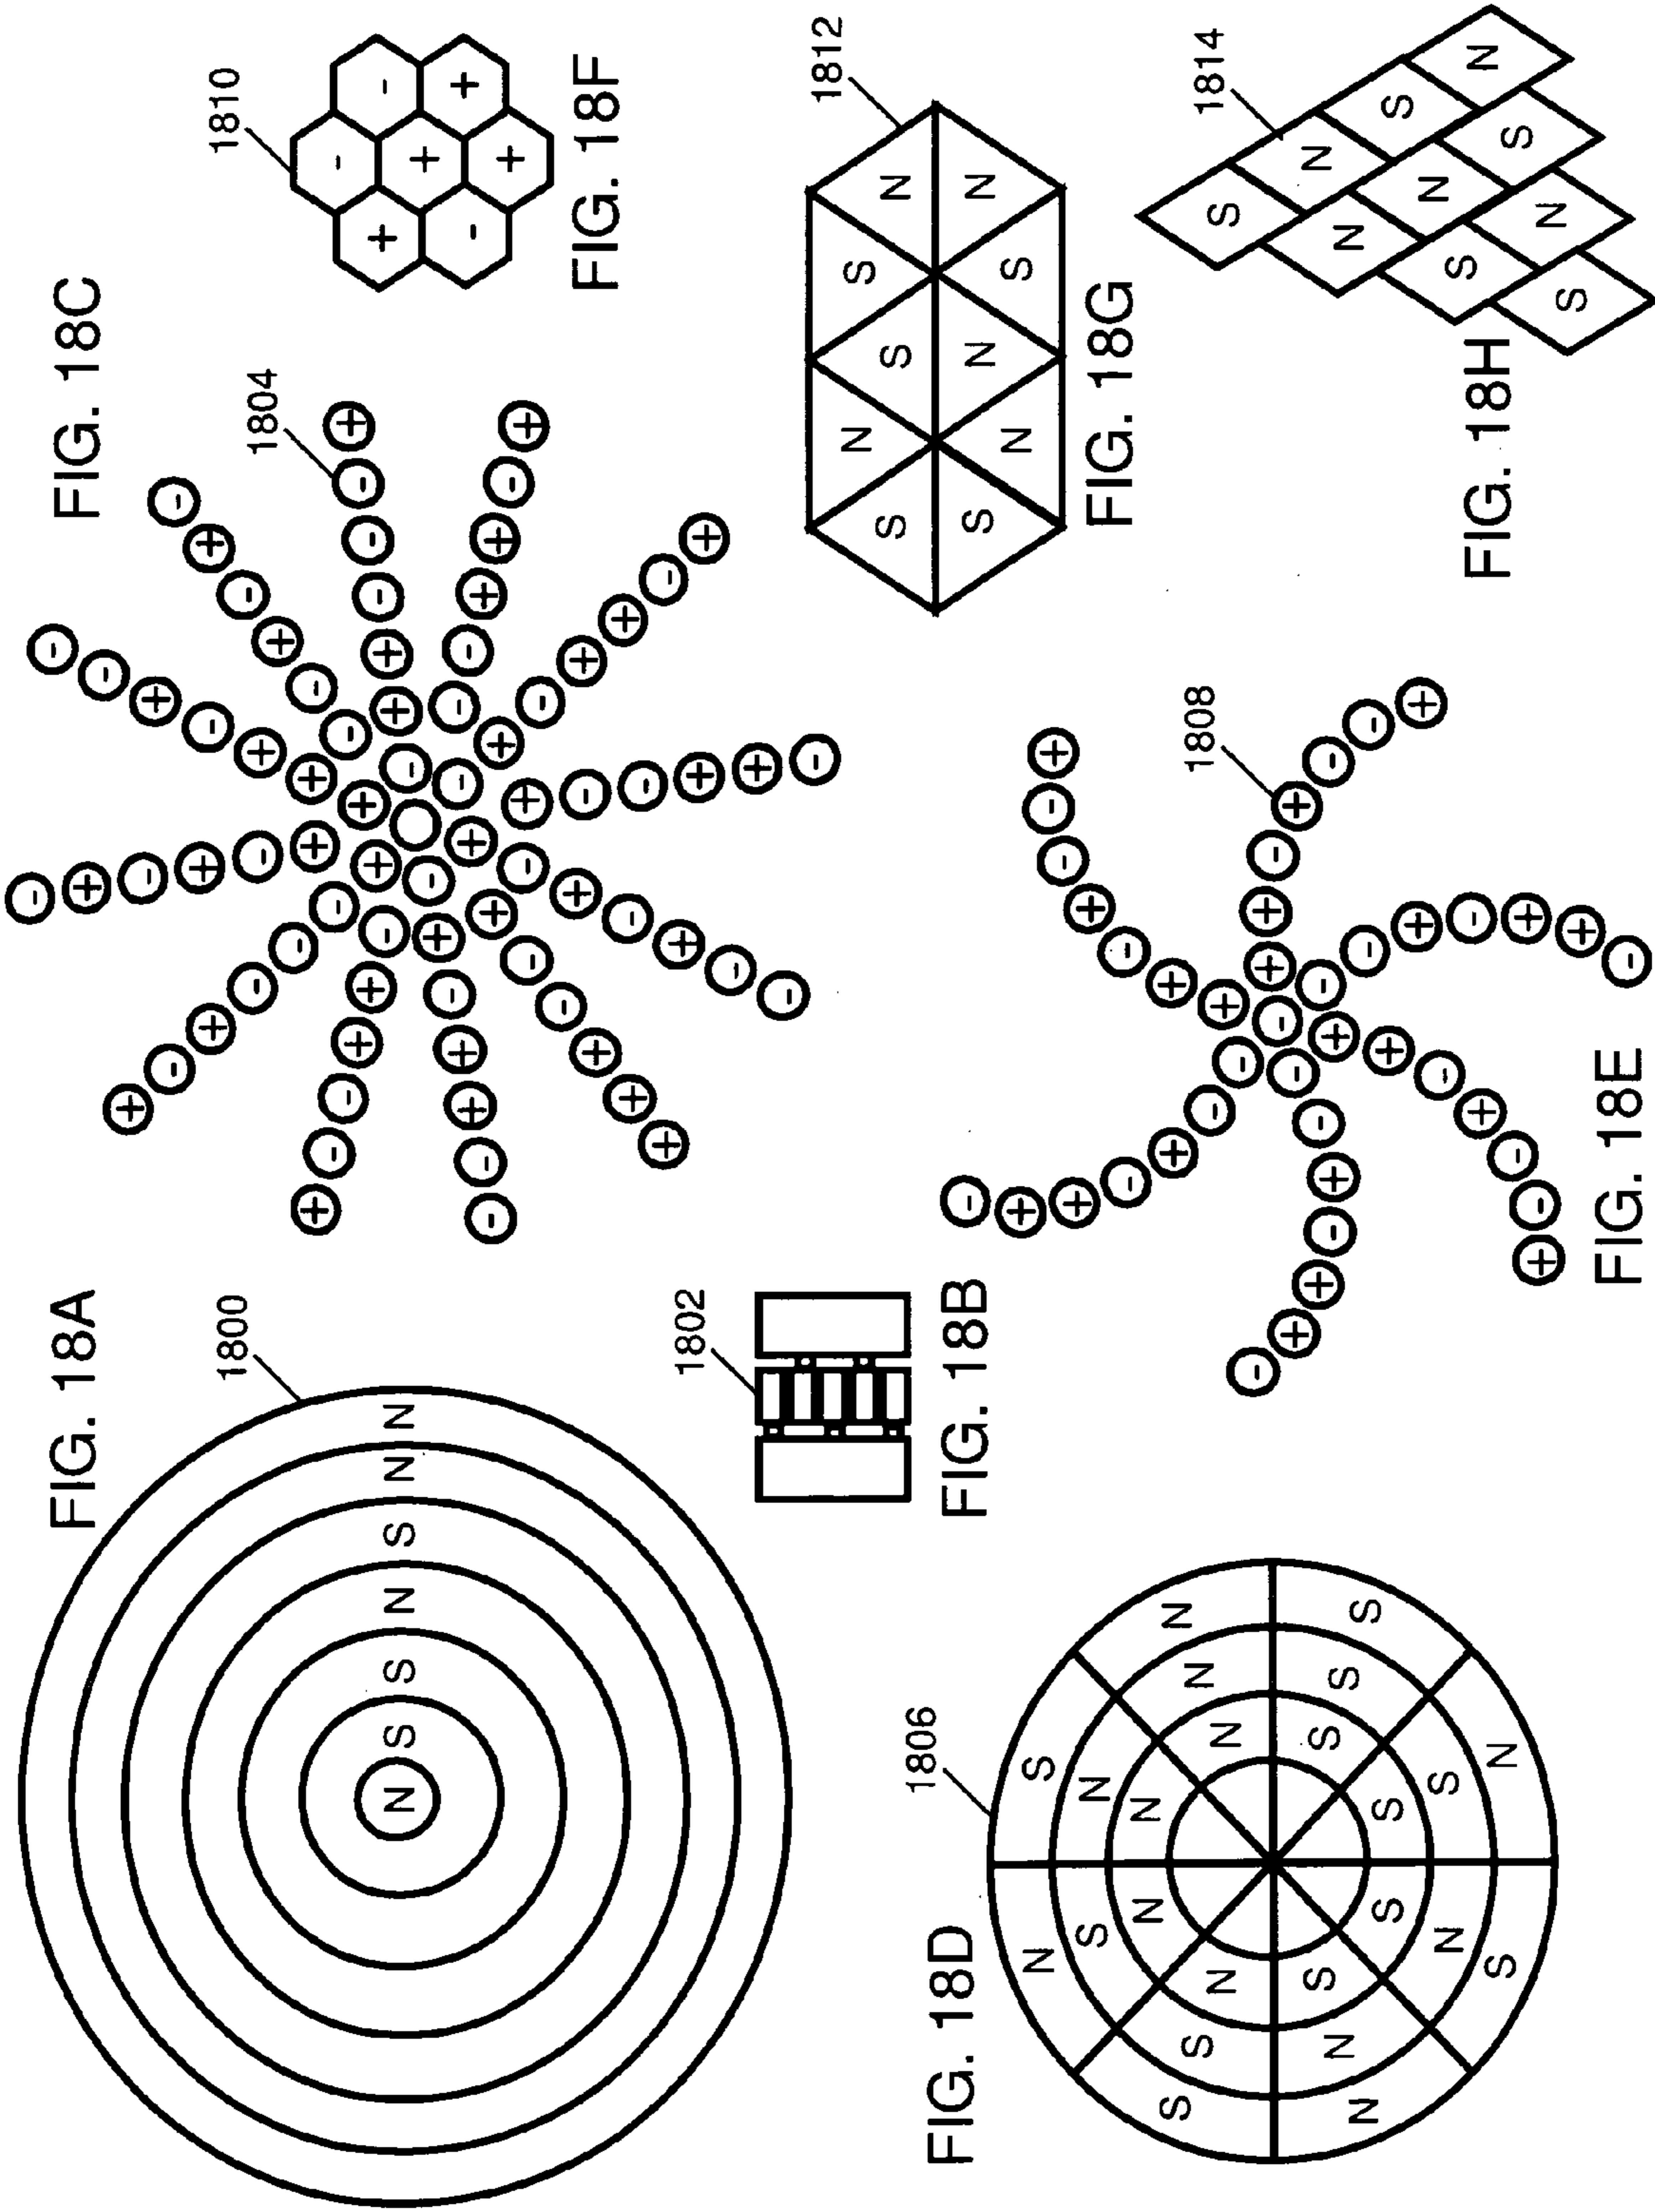 FIG. 18A
1800
N S S N S N N
1802
FIG. 18B
FIG. 18C
1804
- + - + - + +
- - + - + + +
- + - + - - -
+ - - - + +
+ - + + - -
+ - + + - +
- + + - - +
- - + - + - +
+ + + - - +
- - + + - +
+ - - + + -
+ - + - - -
FIG. 18D
1806
N S
S N
N N
S N
S N
N N
S S
N S
N S
S S
N S
S N
1808
+ - - + - + +
+ - - + - + +
- + + - + - -
+ - - + - + +
- + + - + - -
- + + - + - -
-
FIG. 18E
1810
-
+ -
+
- +
+
FIG. 18F
1812
S N S S N
S N N S N
FIG. 18G
1814
S N S N
N N S
S N
S
FIG. 18H